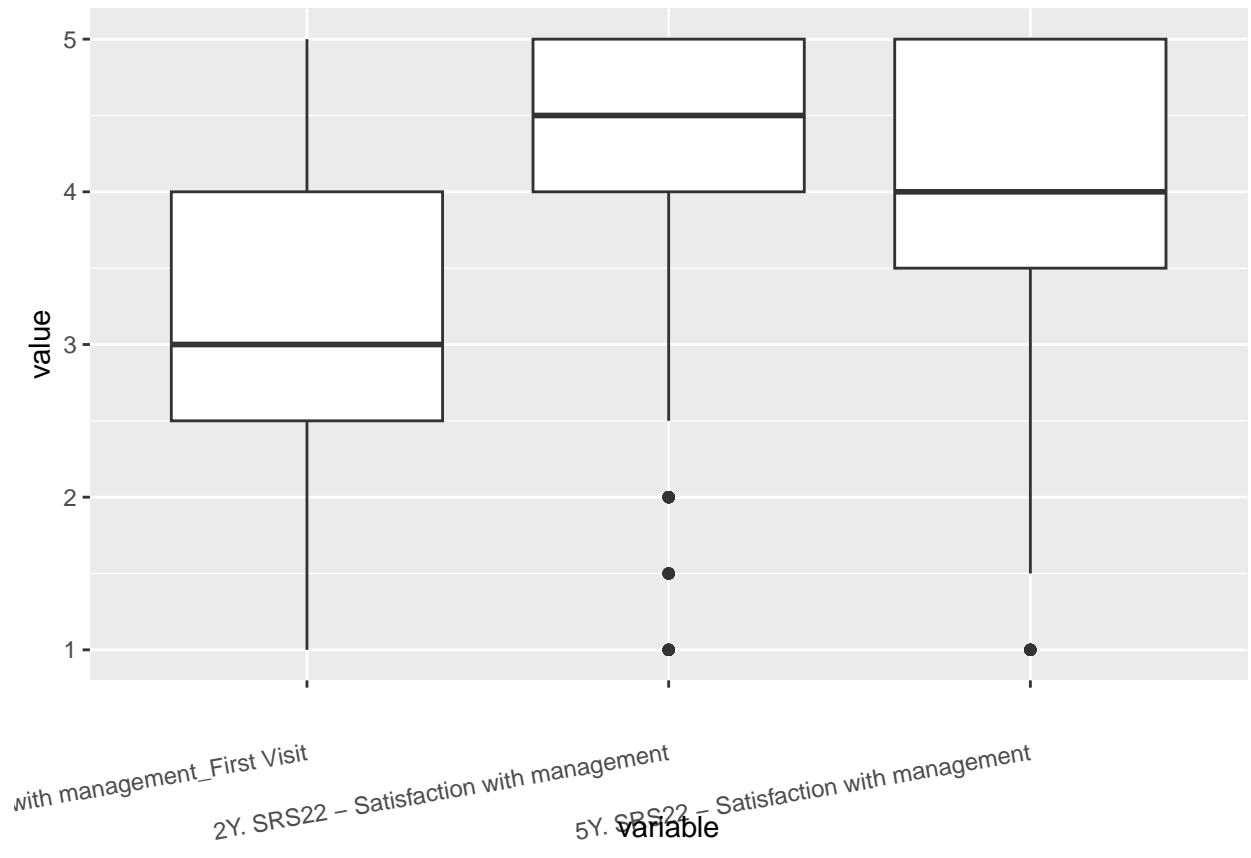 5
4
3
2
1
value
with management_First Visit
2Y. SRS22 – Satisfaction with management
5Y. SRS22 – Satisfaction with management
variable